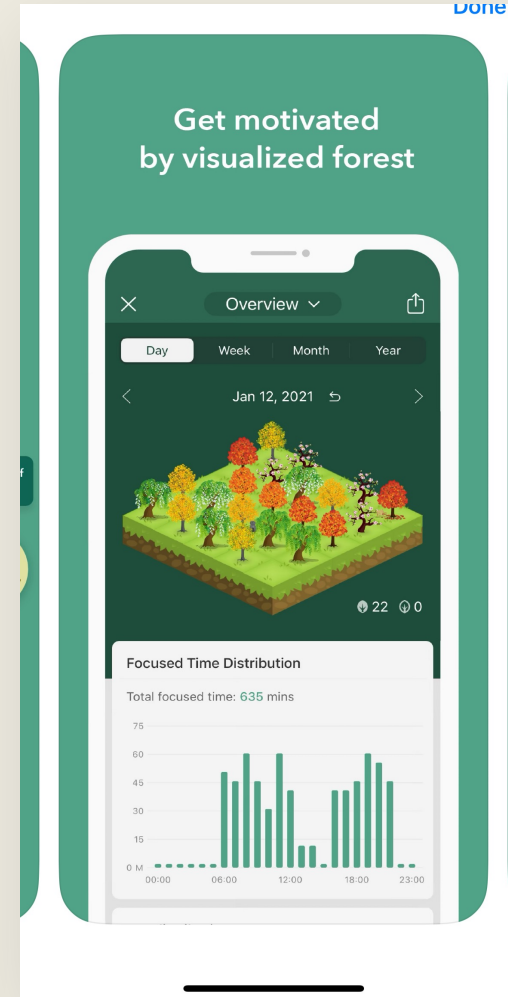 Done
Get motivated
by visualized forest
Overview
Day Week Month Year
Jan 12, 2021
f
22 0
Focused Time Distribution
Total focused time: 635 mins
75
60
45
30
15
0 M
00:00 06:00 12:00 18:00 23:00